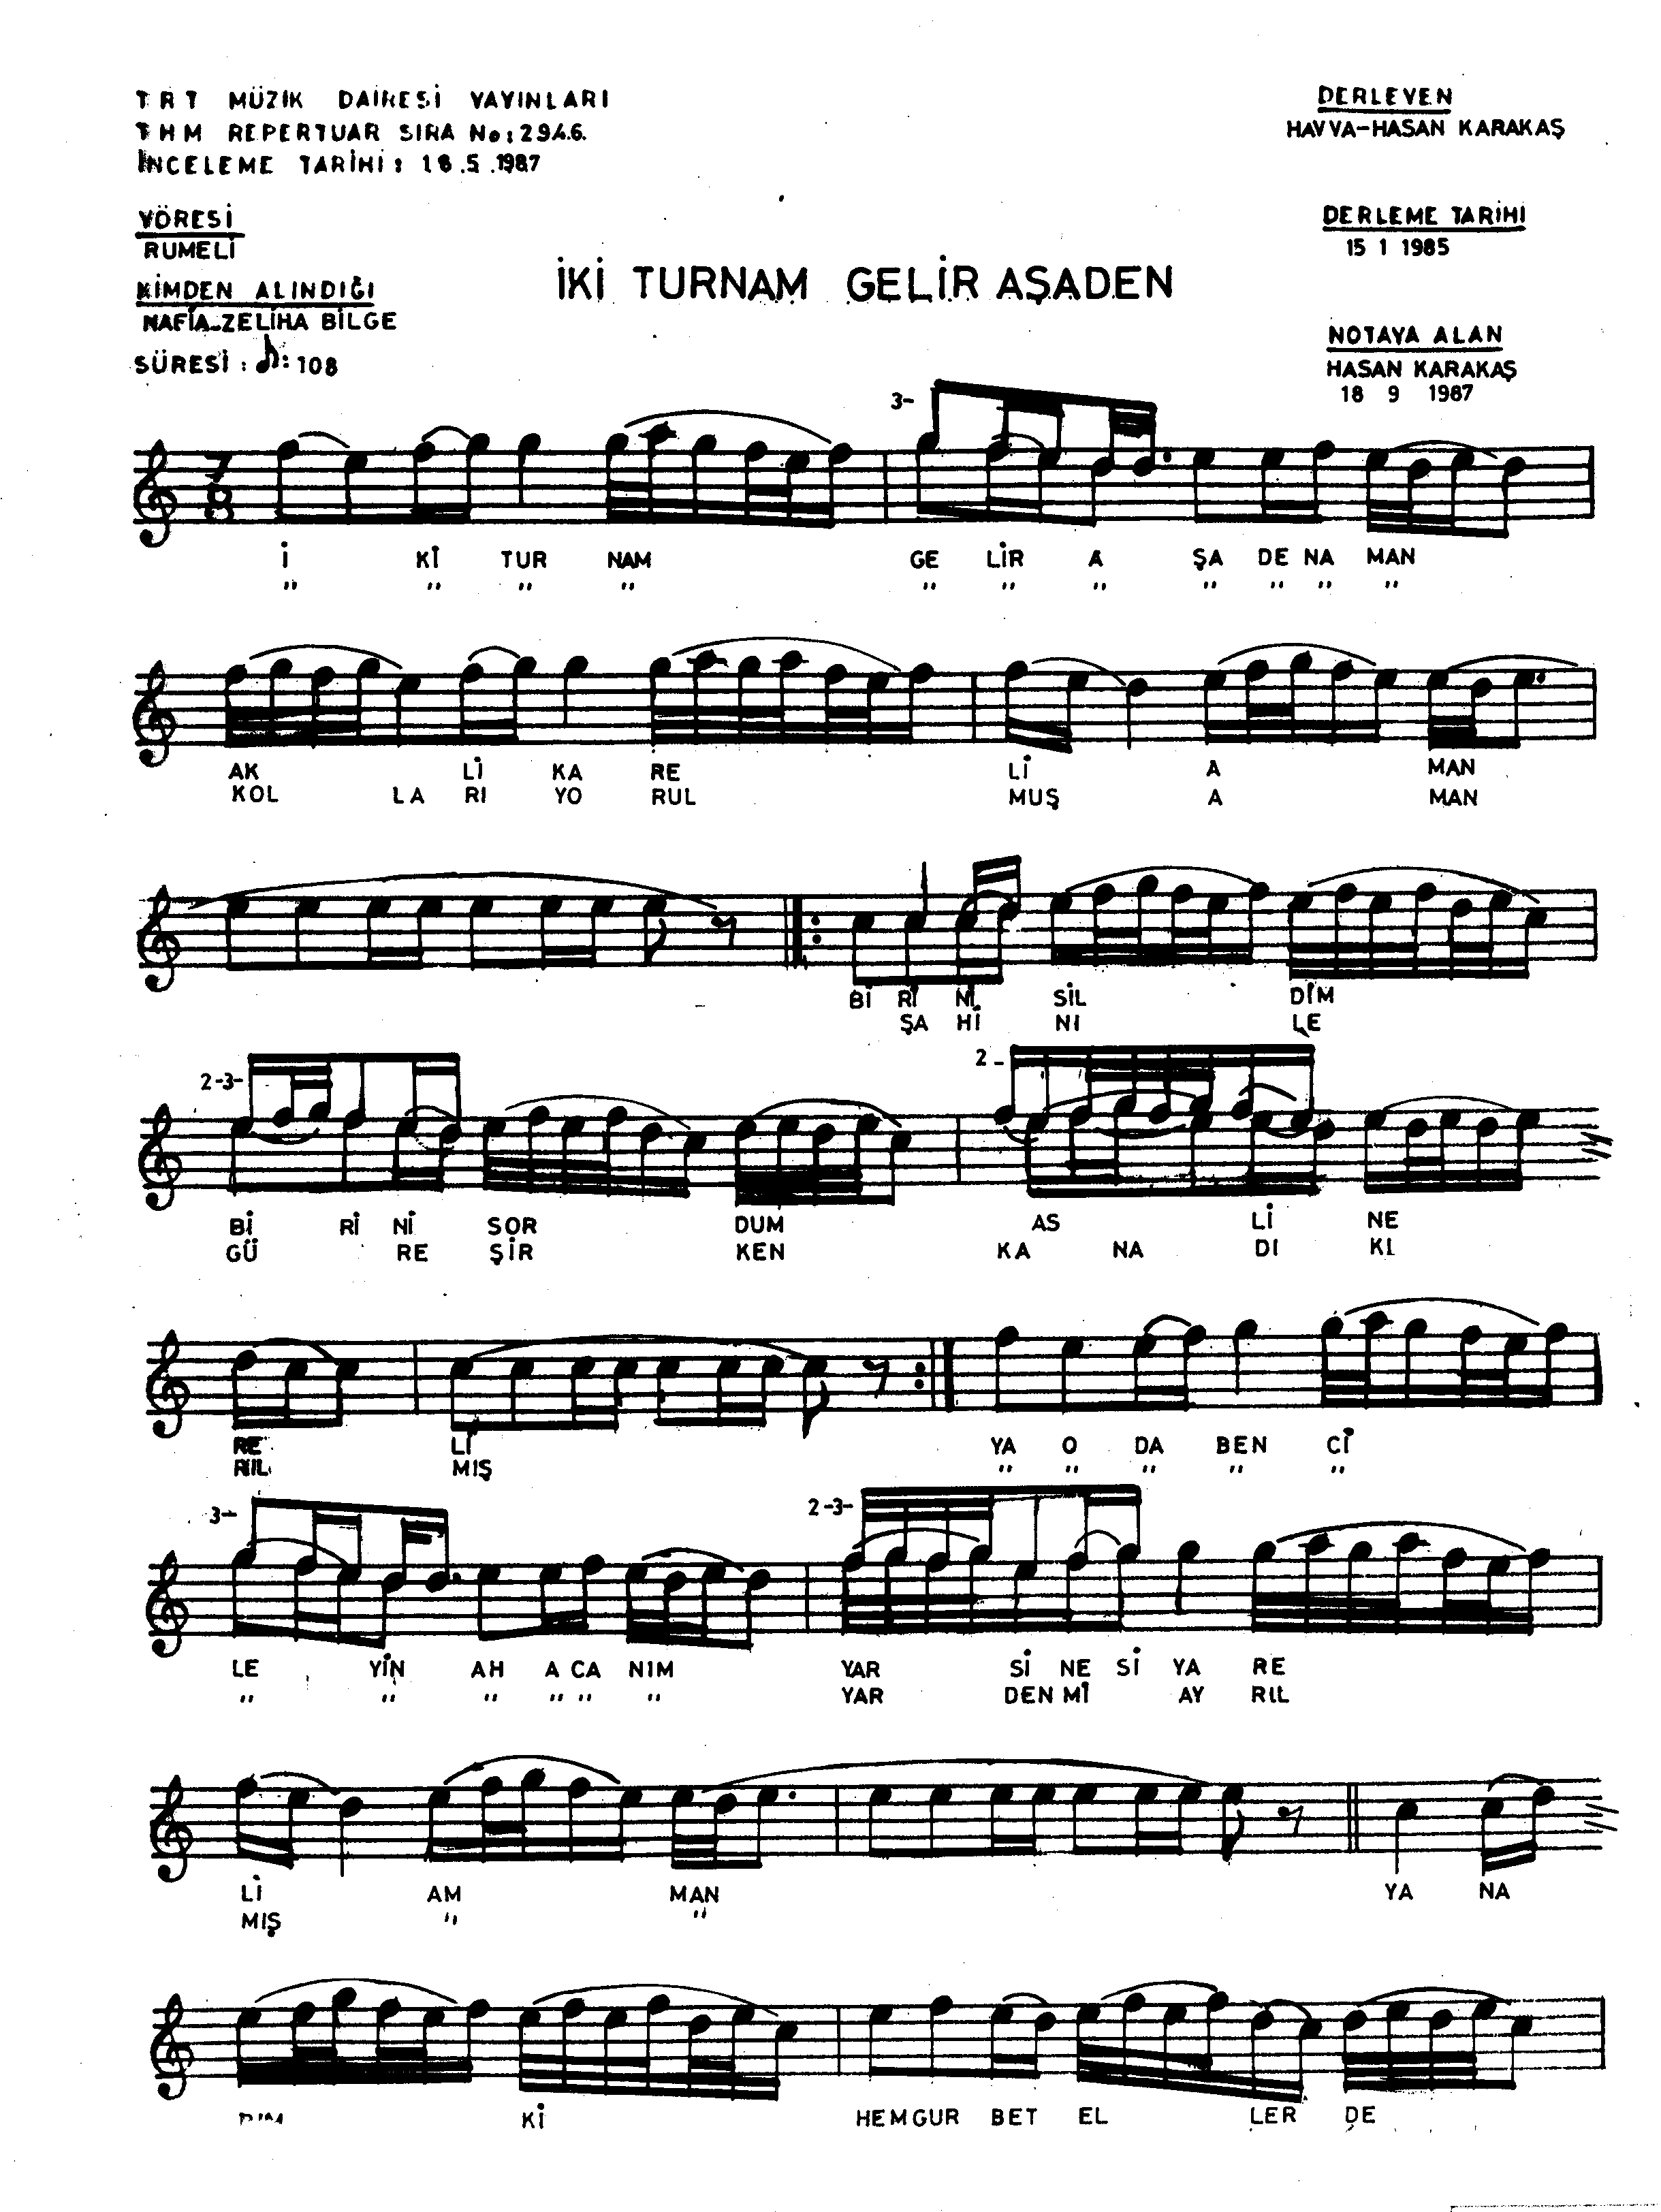 TRT MÜZİK DAİRESİ YAYINLARI
THM REPERTUAR SIRA No: 2946.
İNCELEME TARİHİ: 18.5.1987
DERLEYEN
HAVVA-HASAN KARAKAŞ
YÖRESİ
RUMELİ
DERLEME TARİHİ
15 1 1985
KİMDEN ALINDIĞI
NAFİA-ZELİHA BİLGE
İKİ TURNAM GELİR AŞADEN
NOTAYA ALAN
HASAN KARAKAŞ
18 9 1987
SÜRESİ : ♪: 108
3-
7
8
İ Kİ TUR NAM GE LİR A ŞA DE NA MAN
" " " " " " " " " " "
AK Lİ KA RE Lİ A MAN
KOL LA RI YO RUL MUŞ A MAN
Bİ Rİ Nİ SİL DİM
ŞA Hİ NI LE
2-3-
2-
Bİ Rİ Nİ SOR DUM AS Lİ NE
GÜ RE ŞİR KEN KA NA DI KI
RE Lİ YA O DA BEN Cİ
RIL MIŞ " " " " "
3-
2-3-
LE YİN AH A CA NIM YAR Sİ NE Sİ YA RE
" " " " " " YAR DEN Mİ AY RIL
Lİ AM MAN YA NA
MIŞ " "
Kİ HEM GUR BET EL LER DE